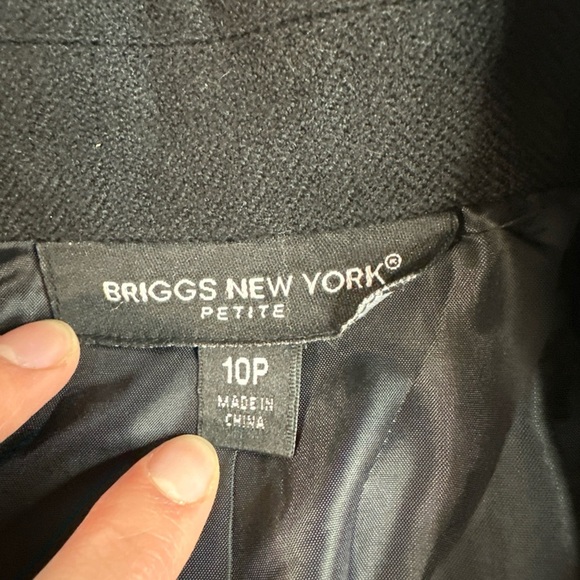 BRIGGS NEW YORK®
PETITE
10P
MADE IN
CHINA